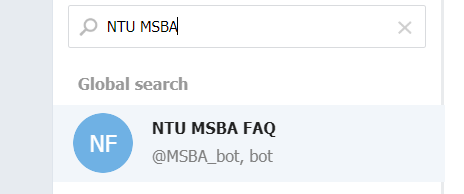 NTU MSBA
Global search
NF
NTU MSBA FAQ
@MSBA_bot, bot